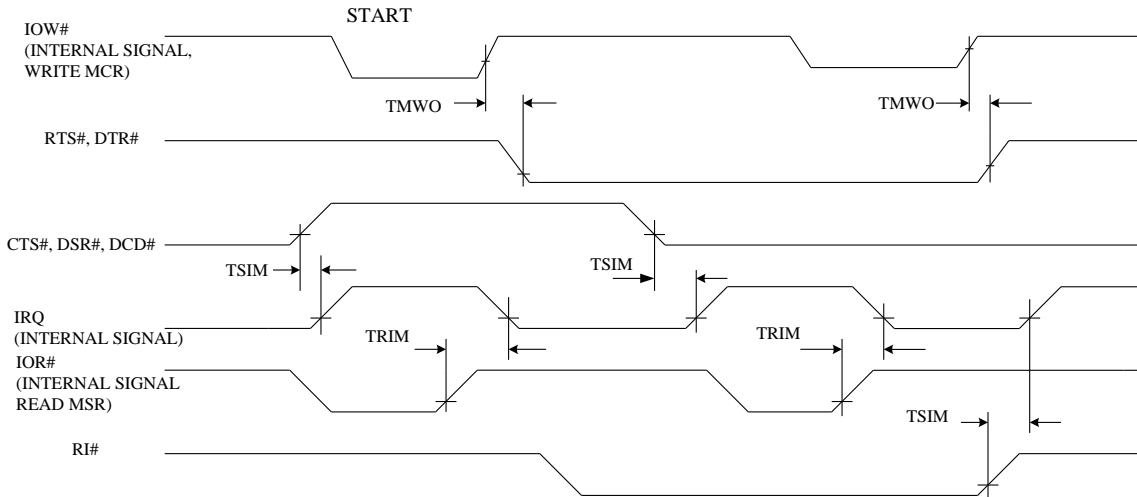 START
IOW#
(INTERNAL SIGNAL,
WRITE MCR)
TMWO
TMWO
RTS#, DTR#
CTS#, DSR#, DCD#
TSIM
TSIM
IRQ
(INTERNAL SIGNAL)
TRIM
TRIM
IOR#
(INTERNAL SIGNAL
READ MSR)
TSIM
RI#